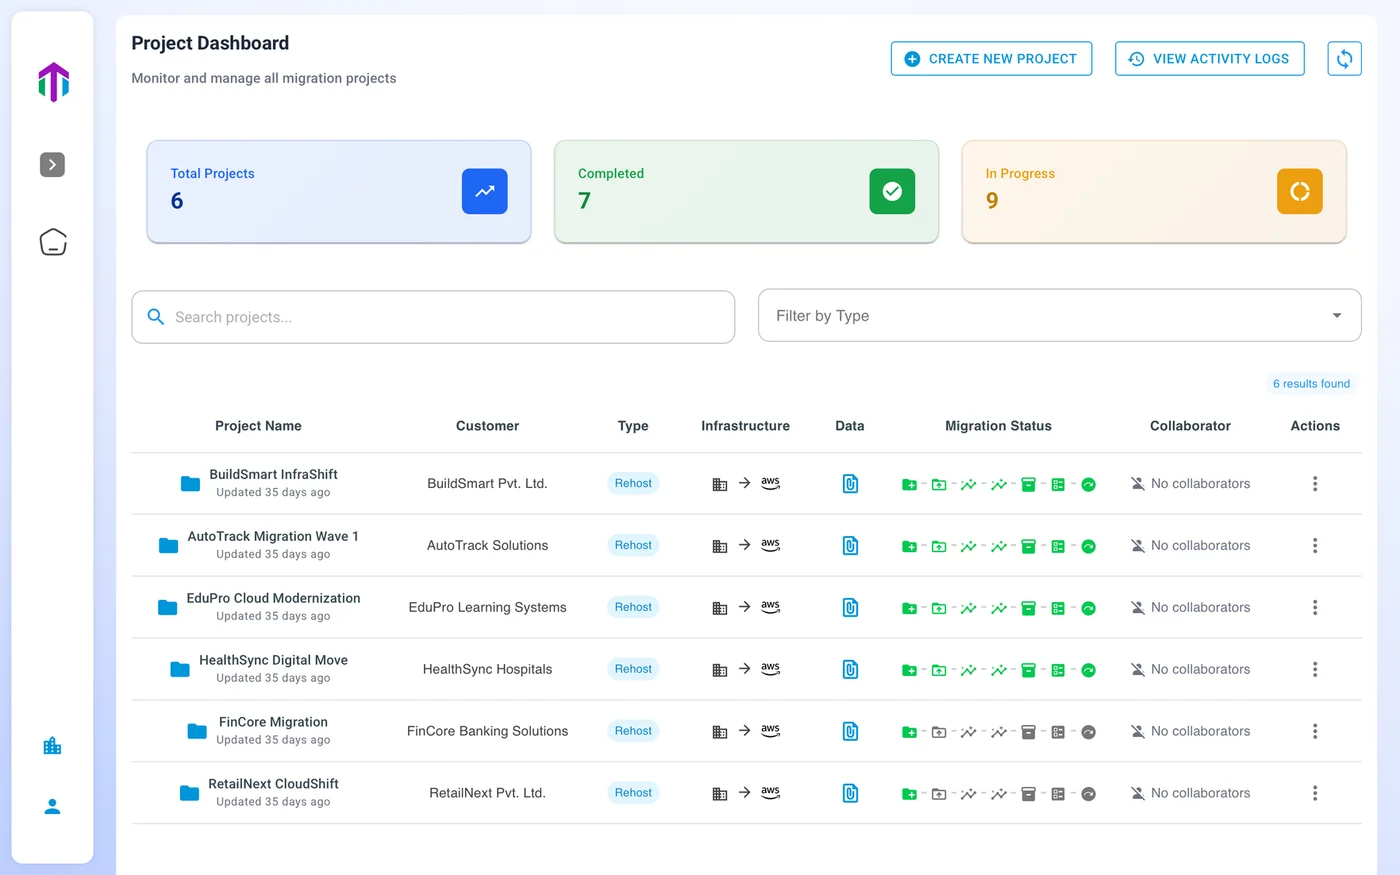 Project Dashboard
Monitor and manage all migration projects
CREATE NEW PROJECT
VIEW ACTIVITY LOGS
Total Projects
6
Completed
7
In Progress
9
Search projects...
Filter by Type
6 results found
Project Name Customer Type Infrastructure Data Migration Status Collaborator Actions
BuildSmart InfraShift
Updated 35 days ago
BuildSmart Pvt. Ltd. Rehost aws No collaborators
AutoTrack Migration Wave 1
Updated 35 days ago
AutoTrack Solutions Rehost aws No collaborators
EduPro Cloud Modernization
Updated 35 days ago
EduPro Learning Systems Rehost aws No collaborators
HealthSync Digital Move
Updated 35 days ago
HealthSync Hospitals Rehost aws No collaborators
FinCore Migration
Updated 35 days ago
FinCore Banking Solutions Rehost aws No collaborators
RetailNext CloudShift
Updated 35 days ago
RetailNext Pvt. Ltd. Rehost aws No collaborators